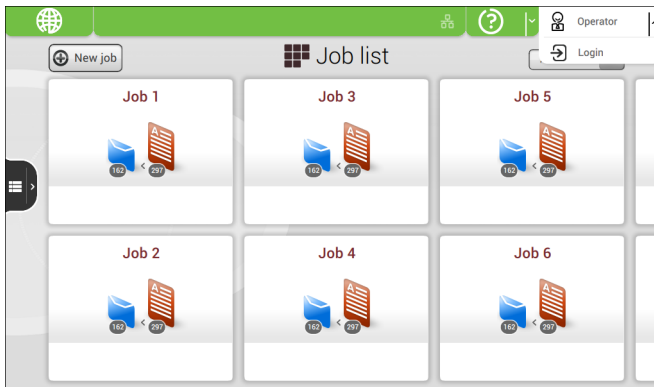 ? Operator
Login
New job
Job list
Job 1
Job 3
Job 5
A
A
A
162 < 297
162 < 297
162 < 297
Job 2
Job 4
Job 6
A
A
A
162 < 297
162 < 297
162 < 297